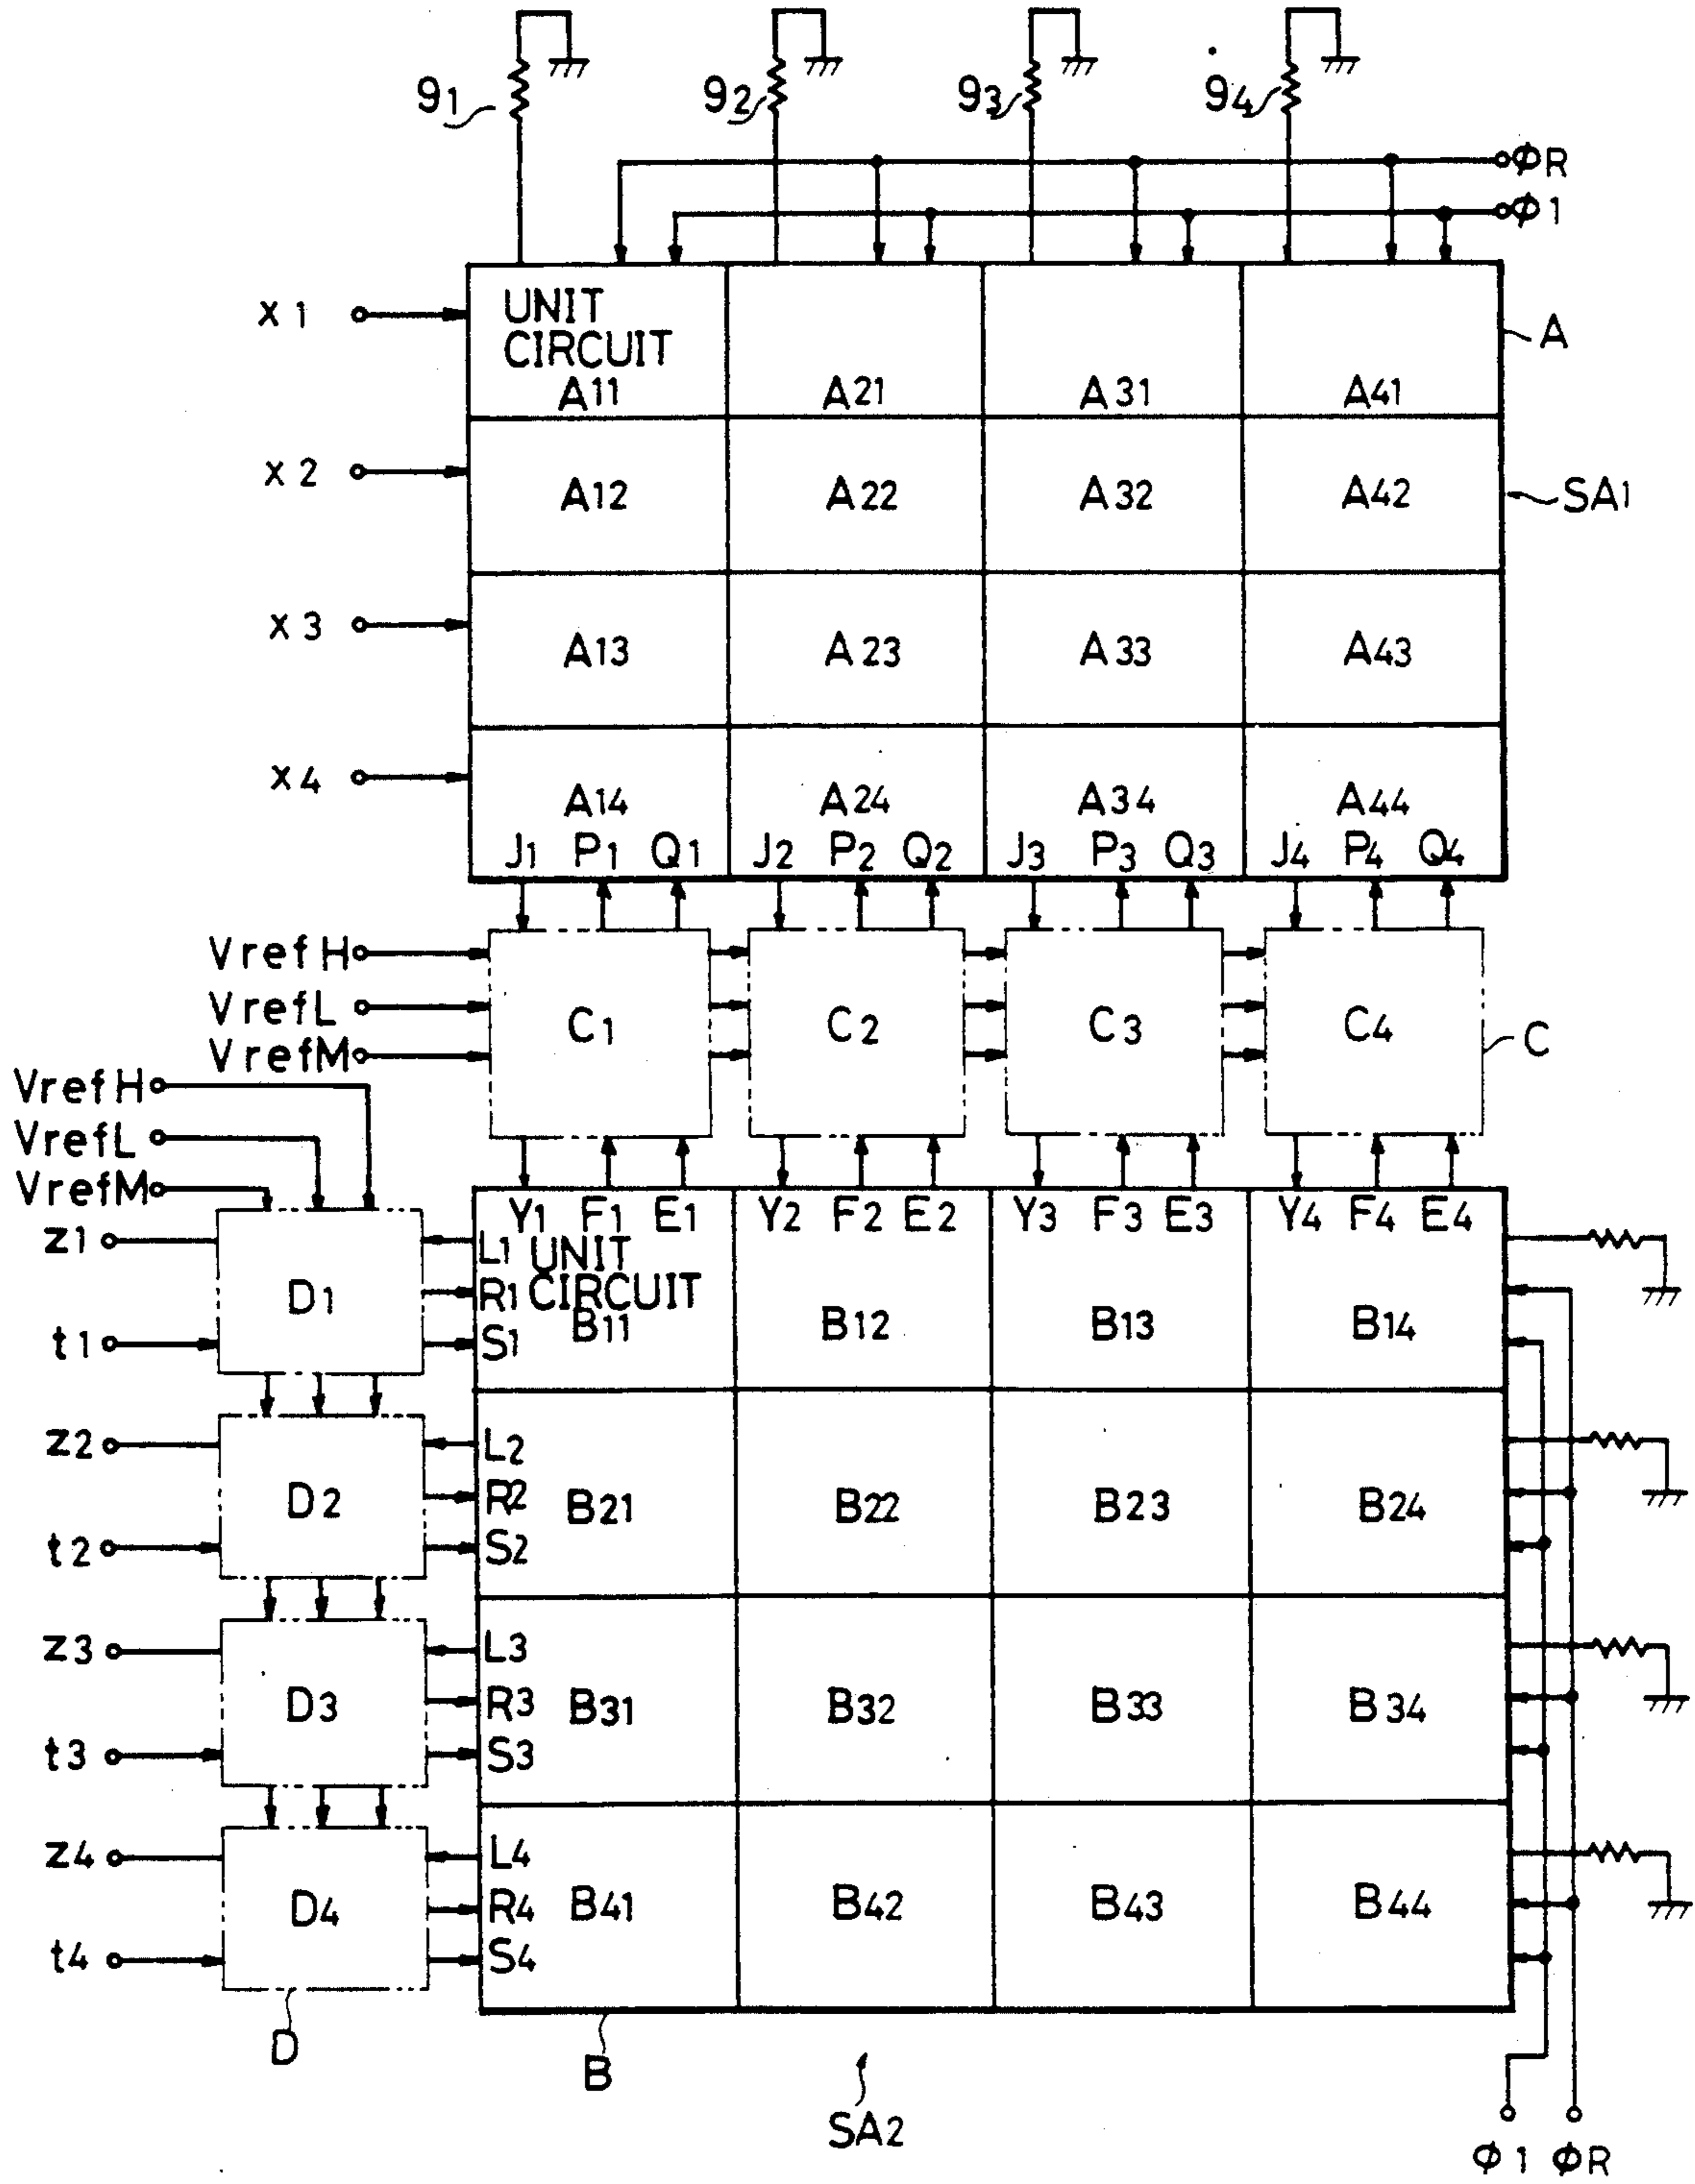 91 92 93 94
ΦR
Φ1
x1 UNIT CIRCUIT A11 A21 A31 A41 A
x2 A12 A22 A32 A42 SA1
x3 A13 A23 A33 A43
x4 A14 A24 A34 A44
J1 P1 Q1 J2 P2 Q2 J3 P3 Q3 J4 P4 Q4
VrefH
VrefL C1 C2 C3 C4 C
VrefM
VrefH
VrefL
VrefM
Y1 F1 E1 Y2 F2 E2 Y3 F3 E3 Y4 F4 E4
z1 L1 UNIT
D1 R1 CIRCUIT
B11 B12 B13 B14
t1 S1
z2 L2
D2 R2 B21 B22 B23 B24
t2 S2
z3 L3
D3 R3 B31 B32 B33 B34
t3 S3
z4 L4
D4 R4 B41 B42 B43 B44
t4 S4
D B
SA2
Φ1 ΦR